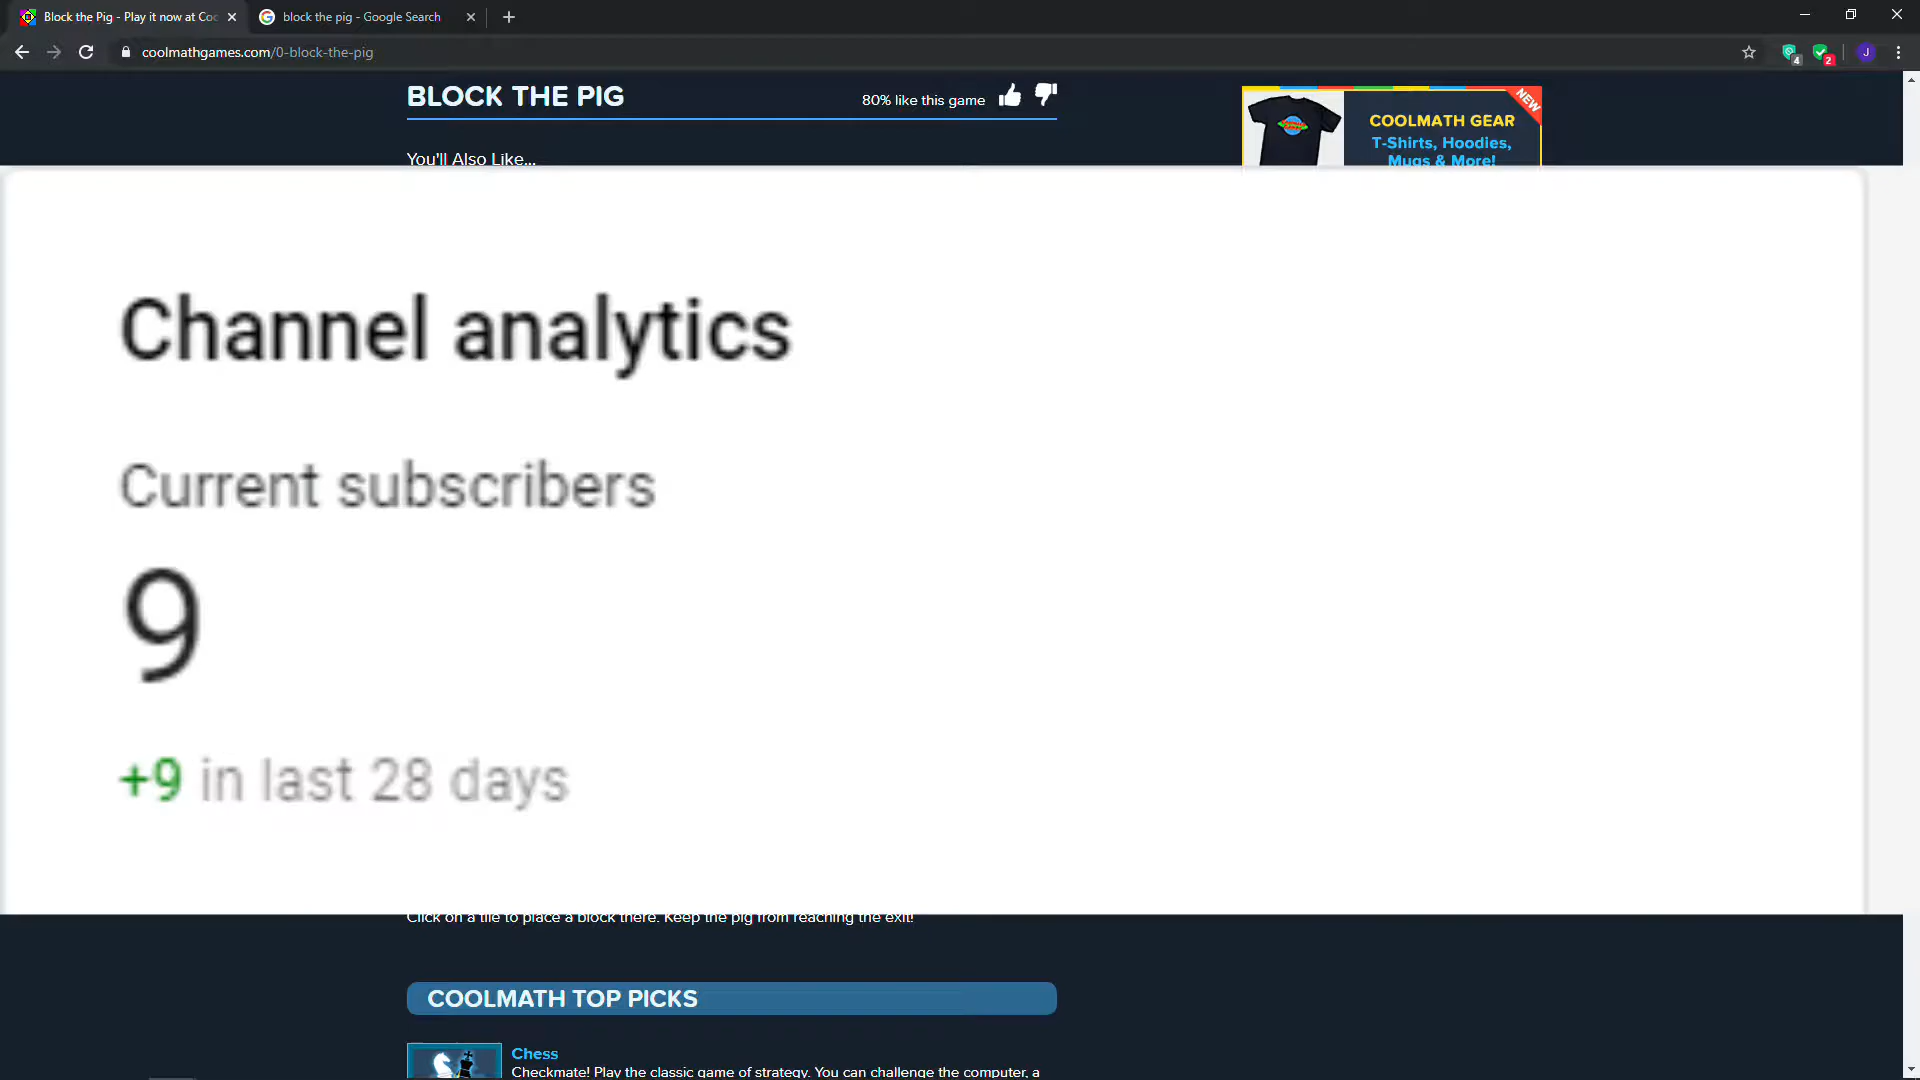 Block the Pig - Play it now at Coo
block the pig - Google Search
coolmathgames.com/0-block-the-pig
4
2
J
BLOCK THE PIG
80% like this game
NEW
COOLMATH GEAR
T-Shirts, Hoodies,
Mugs & More!
You'll Also Like...
Channel analytics
Current subscribers
9
+9 in last 28 days
Click on a tile to place a block there. Keep the pig from reaching the exit!
COOLMATH TOP PICKS
Chess
Checkmate! Play the classic game of strategy. You can challenge the computer, a